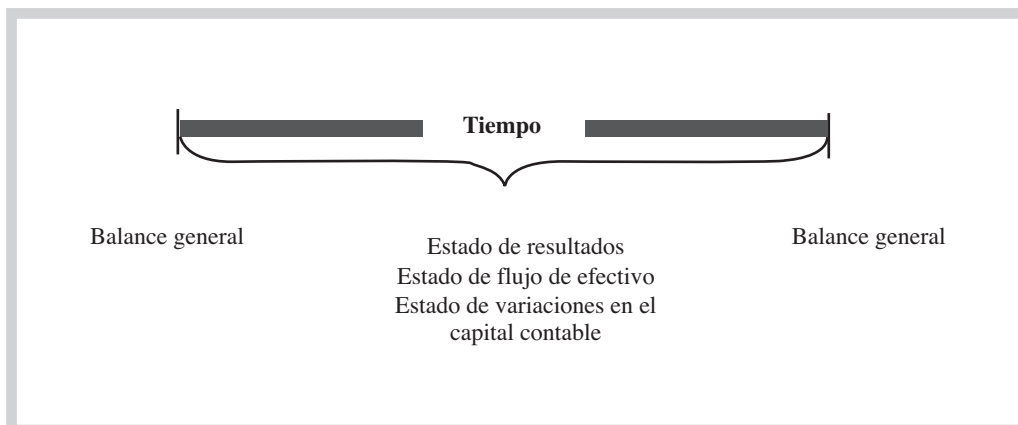 Tiempo
Balance general
Balance general
Estado de resultados
Estado de flujo de efectivo
Estado de variaciones en el
capital contable